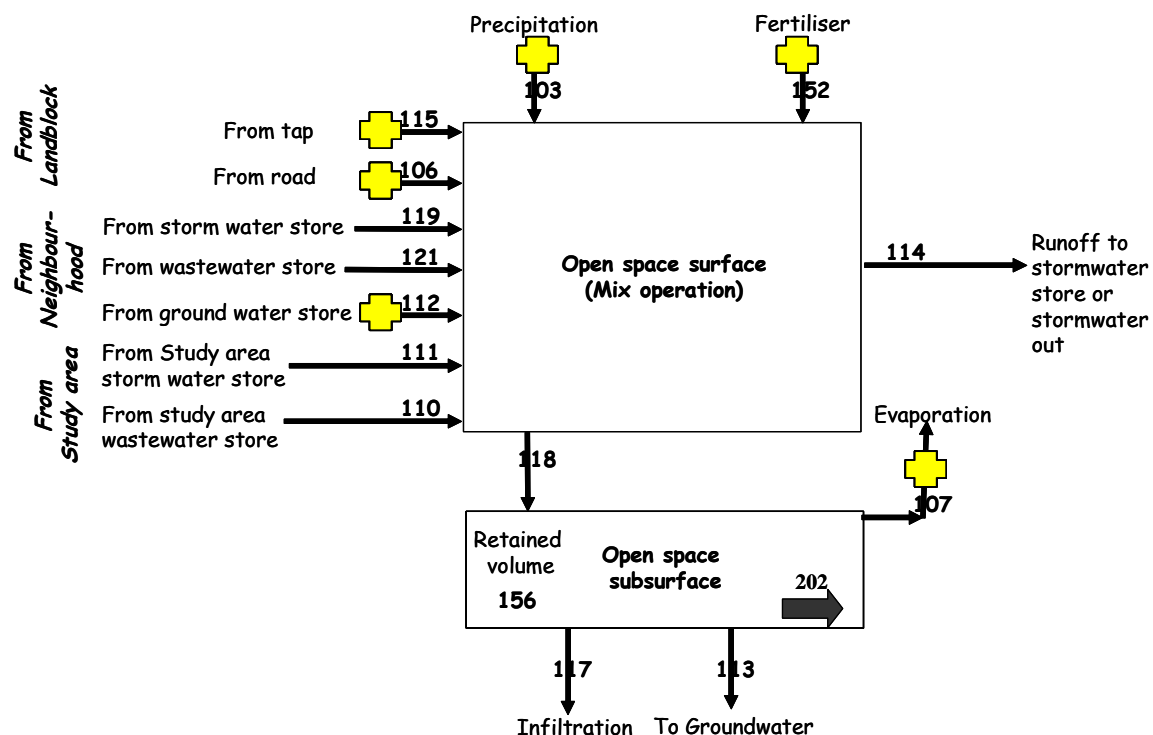 Precipitation
Fertiliser
103
152
From
Landblock
From tap
115
From road
106
From
Neighbour-
hood
From storm water store
119
From wastewater store
121
From ground water store
112
From
Study area
From Study area
storm water store
111
From study area
wastewater store
110
Open space surface
(Mix operation)
114
Runoff to
stormwater
store or
stormwater
out
Evaporation
118
107
Retained
volume
156
Open space
subsurface
202
117
113
Infiltration
To Groundwater